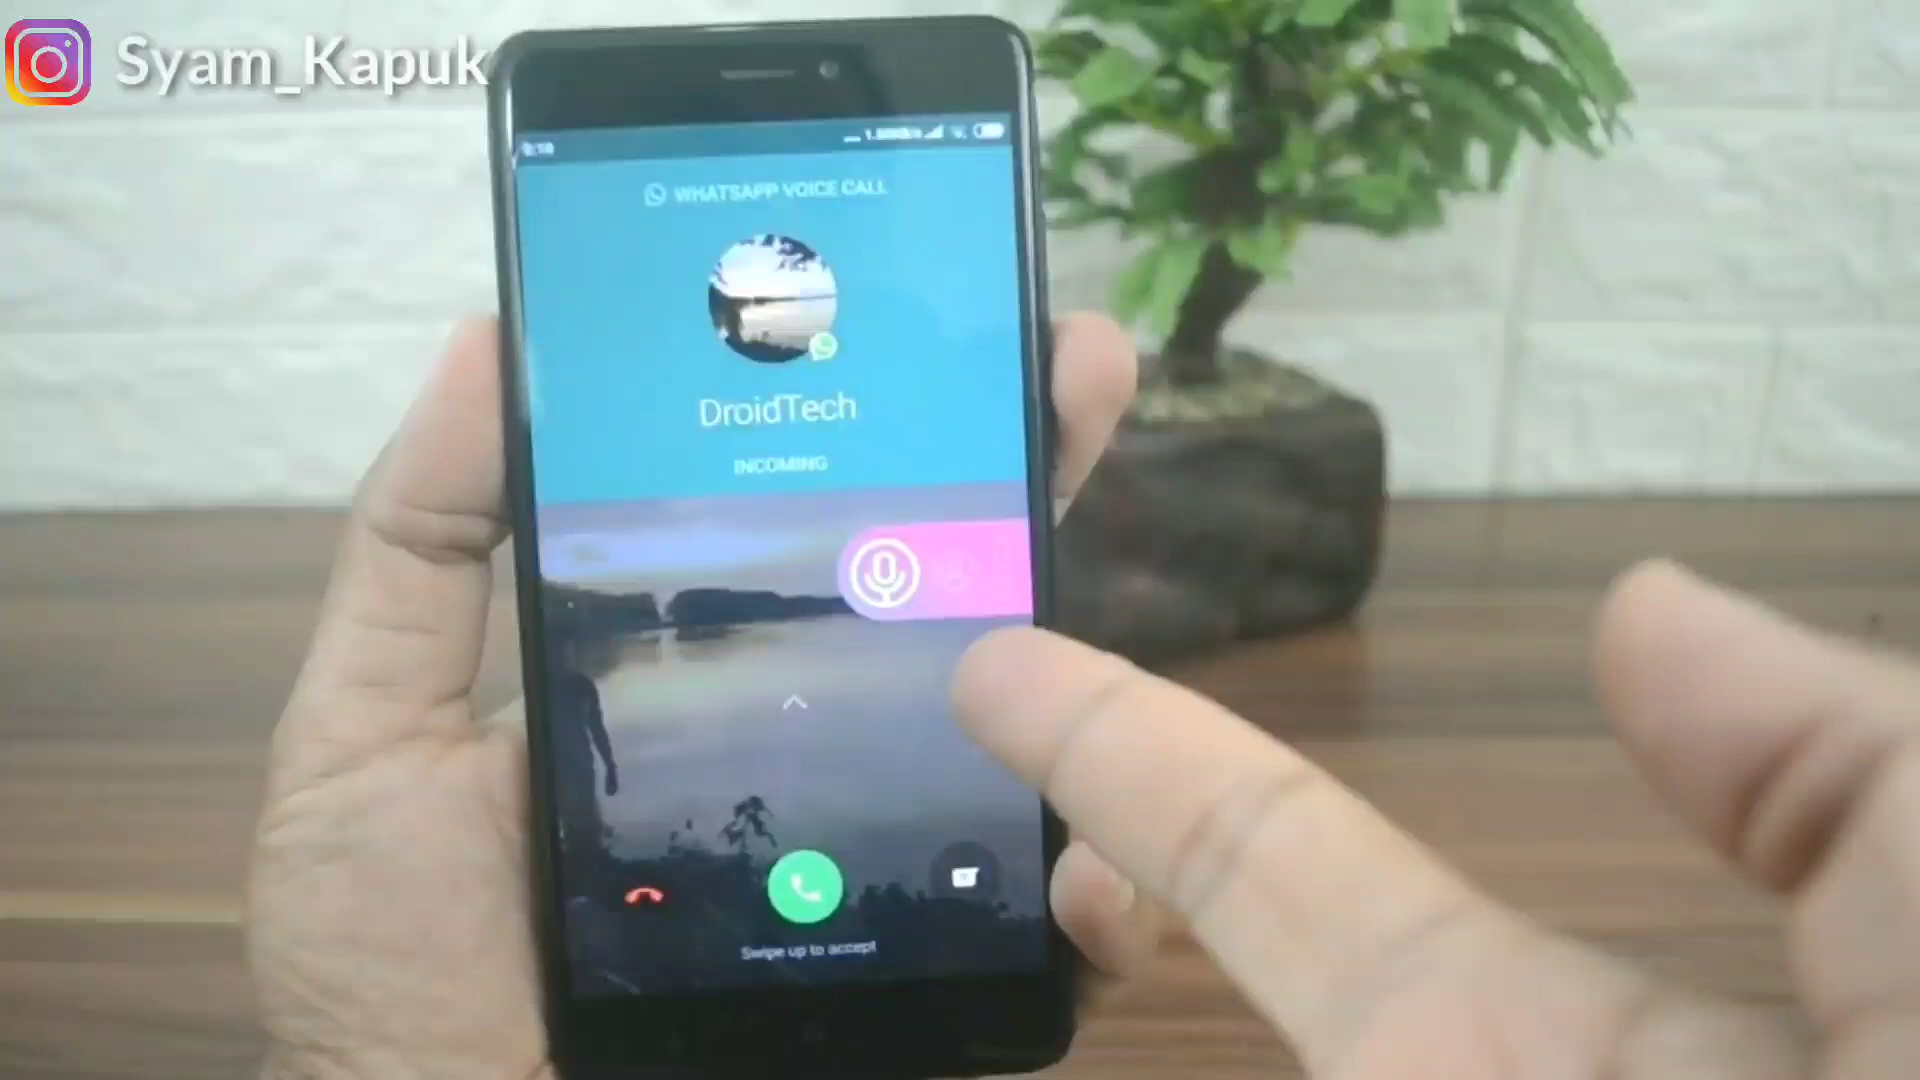 Syam_Kapuk
WHATSAPP VOICE CALL
DroidTech
INCOMING
Swipe up to accept